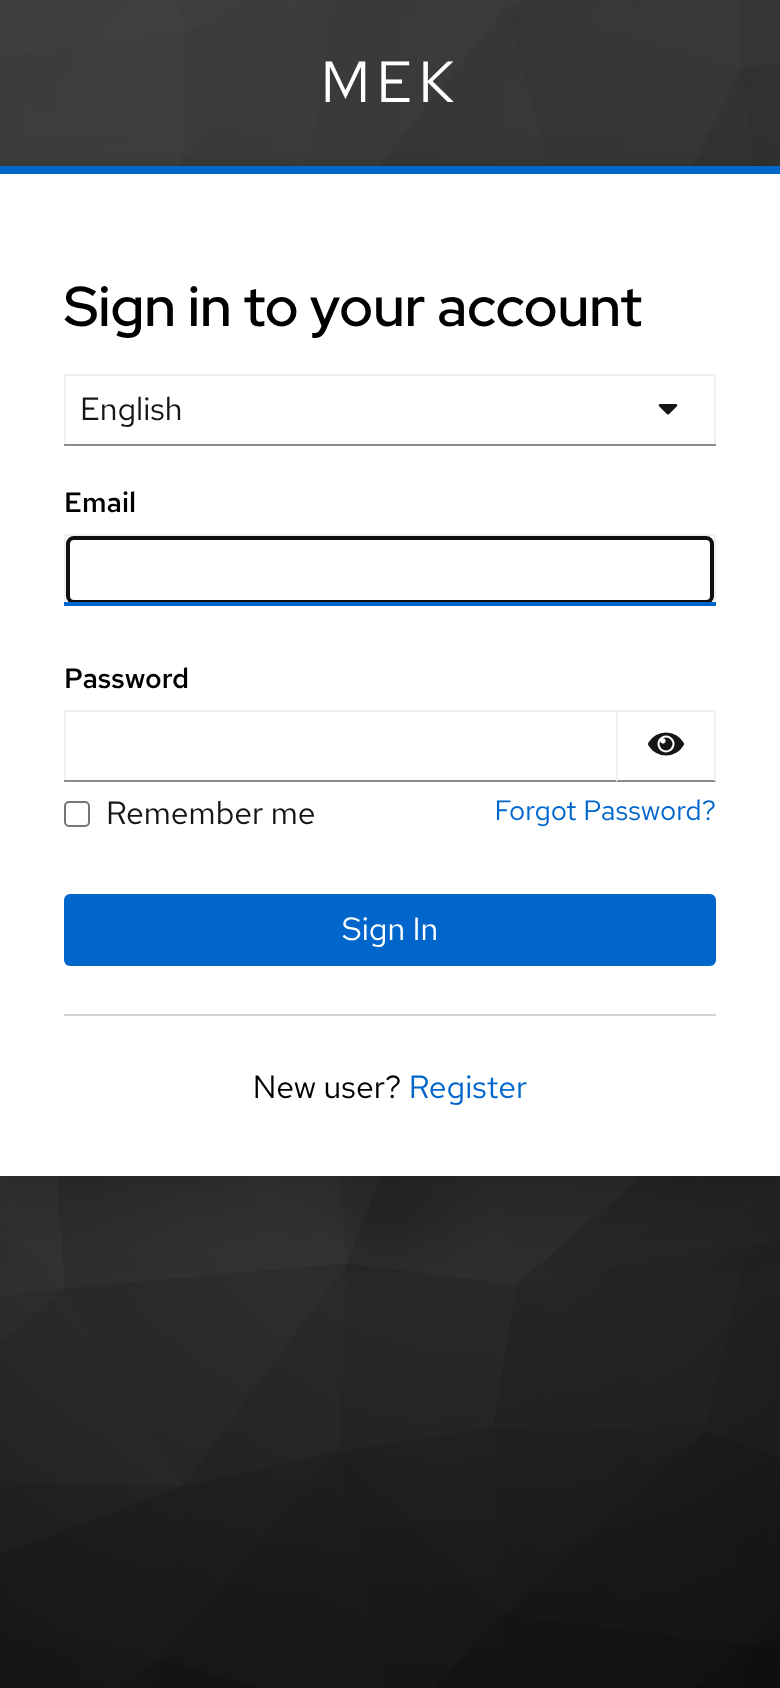 MEK
Sign in to your account
English
Email
Password
Remember me
Forgot Password?
Sign In
New user? Register